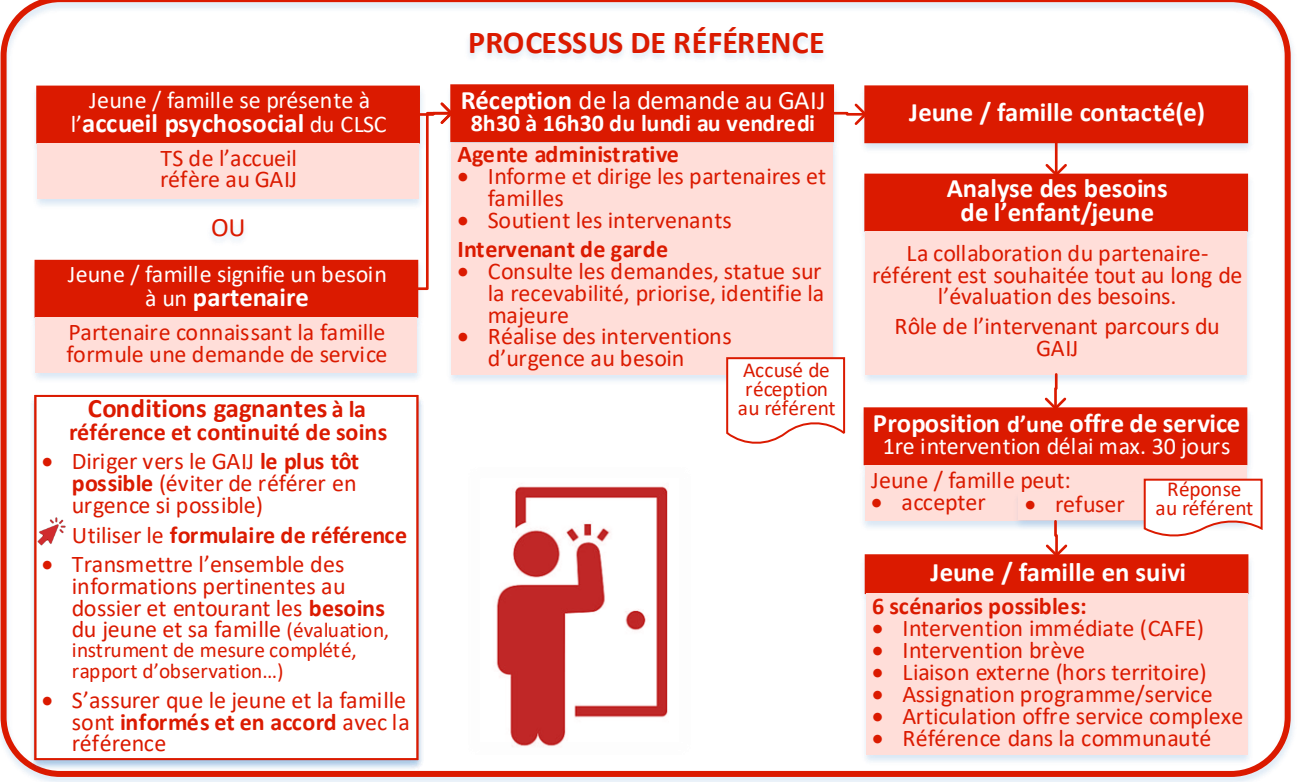 PROCESSUS DE RÉFÉRENCE
Jeune / famille se présente à
l’accueil psychosocial du CLSC
TS de l’accueil
réfère au GAIJ
OU
Jeune / famille signifie un besoin
à un partenaire
Partenaire connaissant la famille
formule une demande de service
Conditions gagnantes à la
référence et continuité de soins
• Diriger vers le GAIJ le plus tôt
possible (éviter de référer en
urgence si possible)
Utiliser le formulaire de référence
• Transmettre l’ensemble des
informations pertinentes au
dossier et entourant les besoins
du jeune et sa famille (évaluation,
instrument de mesure complété,
rapport d’observation…)
• S’assurer que le jeune et la famille
sont informés et en accord avec la
référence
Réception de la demande au GAIJ
8h30 à 16h30 du lundi au vendredi
Agente administrative
• Informe et dirige les partenaires et
familles
• Soutient les intervenants
Intervenant de garde
• Consulte les demandes, statue sur
la recevabilité, priorise, identifie la
majeure
• Réalise des interventions
d’urgence au besoin
Accusé de
réception
au référent
Jeune / famille contacté(e)
Analyse des besoins
de l’enfant/jeune
La collaboration du partenaire-
référent est souhaitée tout au long de
l’évaluation des besoins.
Rôle de l’intervenant parcours du
GAIJ
Proposition d’une offre de service
1re intervention délai max. 30 jours
Jeune / famille peut:
• accepter
• refuser
Réponse
au référent
Jeune / famille en suivi
6 scénarios possibles:
• Intervention immédiate (CAFE)
• Intervention brève
• Liaison externe (hors territoire)
• Assignation programme/service
• Articulation offre service complexe
• Référence dans la communauté